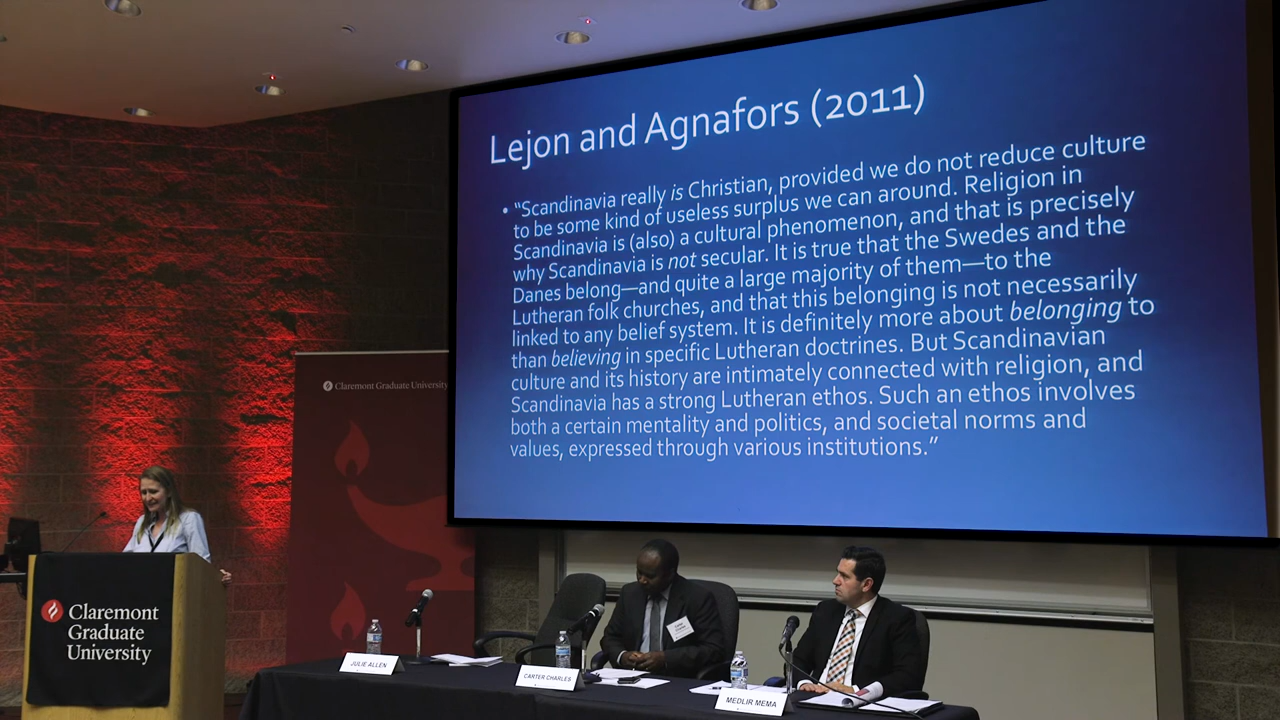 Lejon and Agnafors (2011)
• “Scandinavia really is Christian, provided we do not reduce culture
to be some kind of useless surplus we can around. Religion in
Scandinavia is (also) a cultural phenomenon, and that is precisely
why Scandinavia is not secular. It is true that the Swedes and the
Danes belong—and quite a large majority of them—to the
Lutheran folk churches, and that this belonging is not necessarily
linked to any belief system. It is definitely more about belonging to
than believing in specific Lutheran doctrines. But Scandinavian
culture and its history are intimately connected with religion, and
Scandinavia has a strong Lutheran ethos. Such an ethos involves
both a certain mentality and politics, and societal norms and
values, expressed through various institutions.”
Claremont Graduate University
Claremont
Graduate
University
JULIE ALLEN
CARTER CHARLES
MEDLIR MEMA